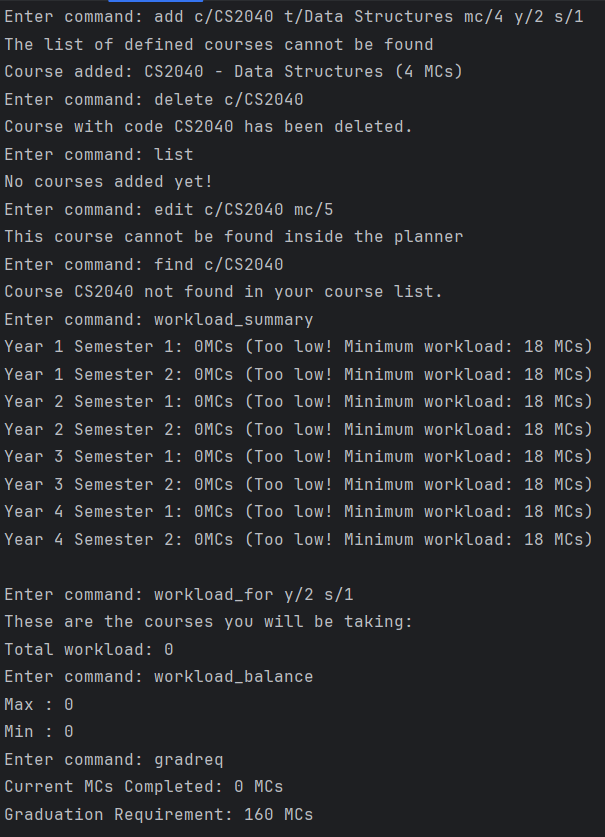 Enter command: add c/CS2040 t/Data Structures mc/4 y/2 s/1
The list of defined courses cannot be found
Course added: CS2040 - Data Structures (4 MCs)
Enter command: delete c/CS2040
Course with code CS2040 has been deleted.
Enter command: list
No courses added yet!
Enter command: edit c/CS2040 mc/5
This course cannot be found inside the planner
Enter command: find c/CS2040
Course CS2040 not found in your course list.
Enter command: workload_summary
Year 1 Semester 1: 0MCs (Too low! Minimum workload: 18 MCs)
Year 1 Semester 2: 0MCs (Too low! Minimum workload: 18 MCs)
Year 2 Semester 1: 0MCs (Too low! Minimum workload: 18 MCs)
Year 2 Semester 2: 0MCs (Too low! Minimum workload: 18 MCs)
Year 3 Semester 1: 0MCs (Too low! Minimum workload: 18 MCs)
Year 3 Semester 2: 0MCs (Too low! Minimum workload: 18 MCs)
Year 4 Semester 1: 0MCs (Too low! Minimum workload: 18 MCs)
Year 4 Semester 2: 0MCs (Too low! Minimum workload: 18 MCs)
Enter command: workload_for y/2 s/1
These are the courses you will be taking:
Total workload: 0
Enter command: workload_balance
Max : 0
Min : 0
Enter command: gradreq
Current MCs Completed: 0 MCs
Graduation Requirement: 160 MCs